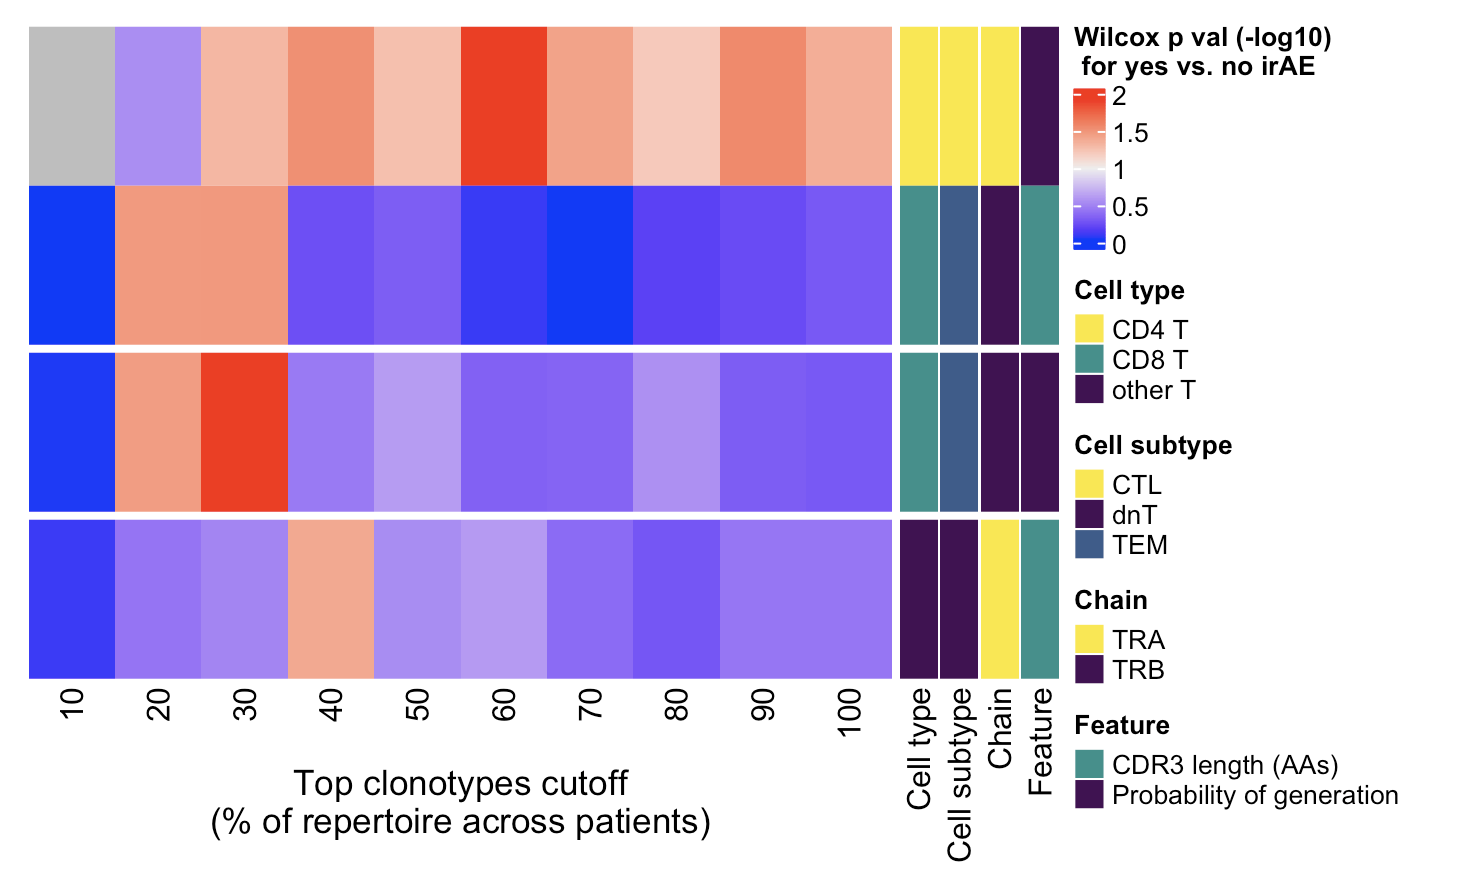 Wilcox p val (-log10)
for yes vs. no irAE
2
1.5
1
0.5
0
Cell type
CD4 T
CD8 T
other T
Cell subtype
CTL
dnT
TEM
Chain
TRA
TRB
Feature
CDR3 length (AAs)
Probability of generation
10
20
30
40
50
60
70
80
90
100
Cell type
Cell subtype
Chain
Feature
Top clonotypes cutoff
(% of repertoire across patients)